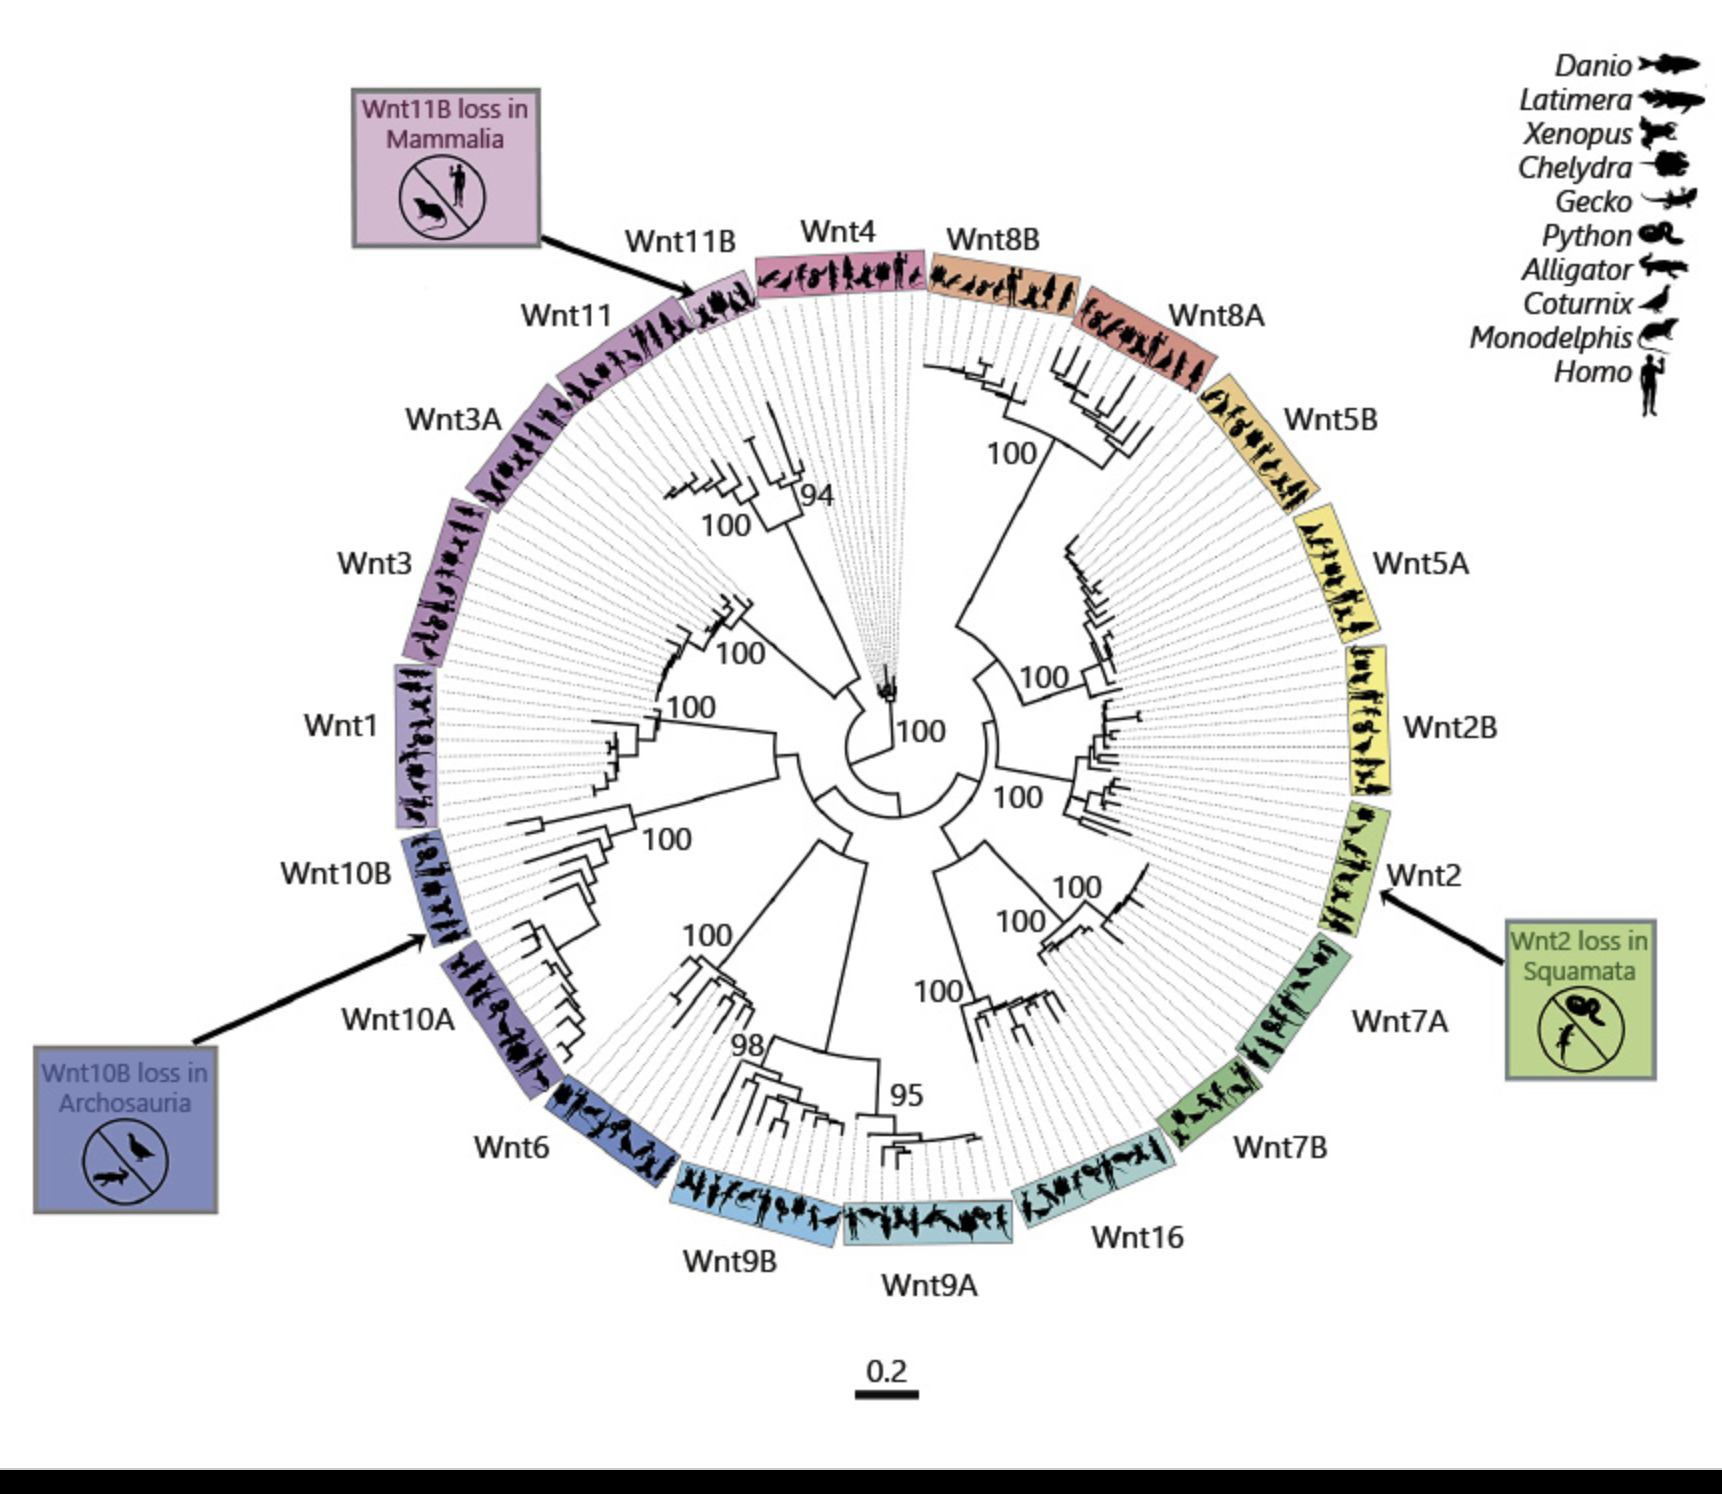 Danio
Latimera
Xenopus
Chelydra
Gecko
Python
Alligator
Coturnix
Monodelphis
Homo
Wnt11B loss in
Mammalia
Wnt11B
Wnt4
Wnt8B
Wnt11
Wnt8A
Wnt3A
Wnt5B
100
94
100
Wnt3
Wnt5A
100
100
100
Wnt1
100
Wnt2B
100
100
Wnt10B
Wnt2
100
100
100
Wnt2 loss in
Squamata
100
Wnt10A
Wnt7A
98
Wnt10B loss in
Archosauria
95
Wnt6
Wnt7B
Wnt16
Wnt9B
Wnt9A
0.2